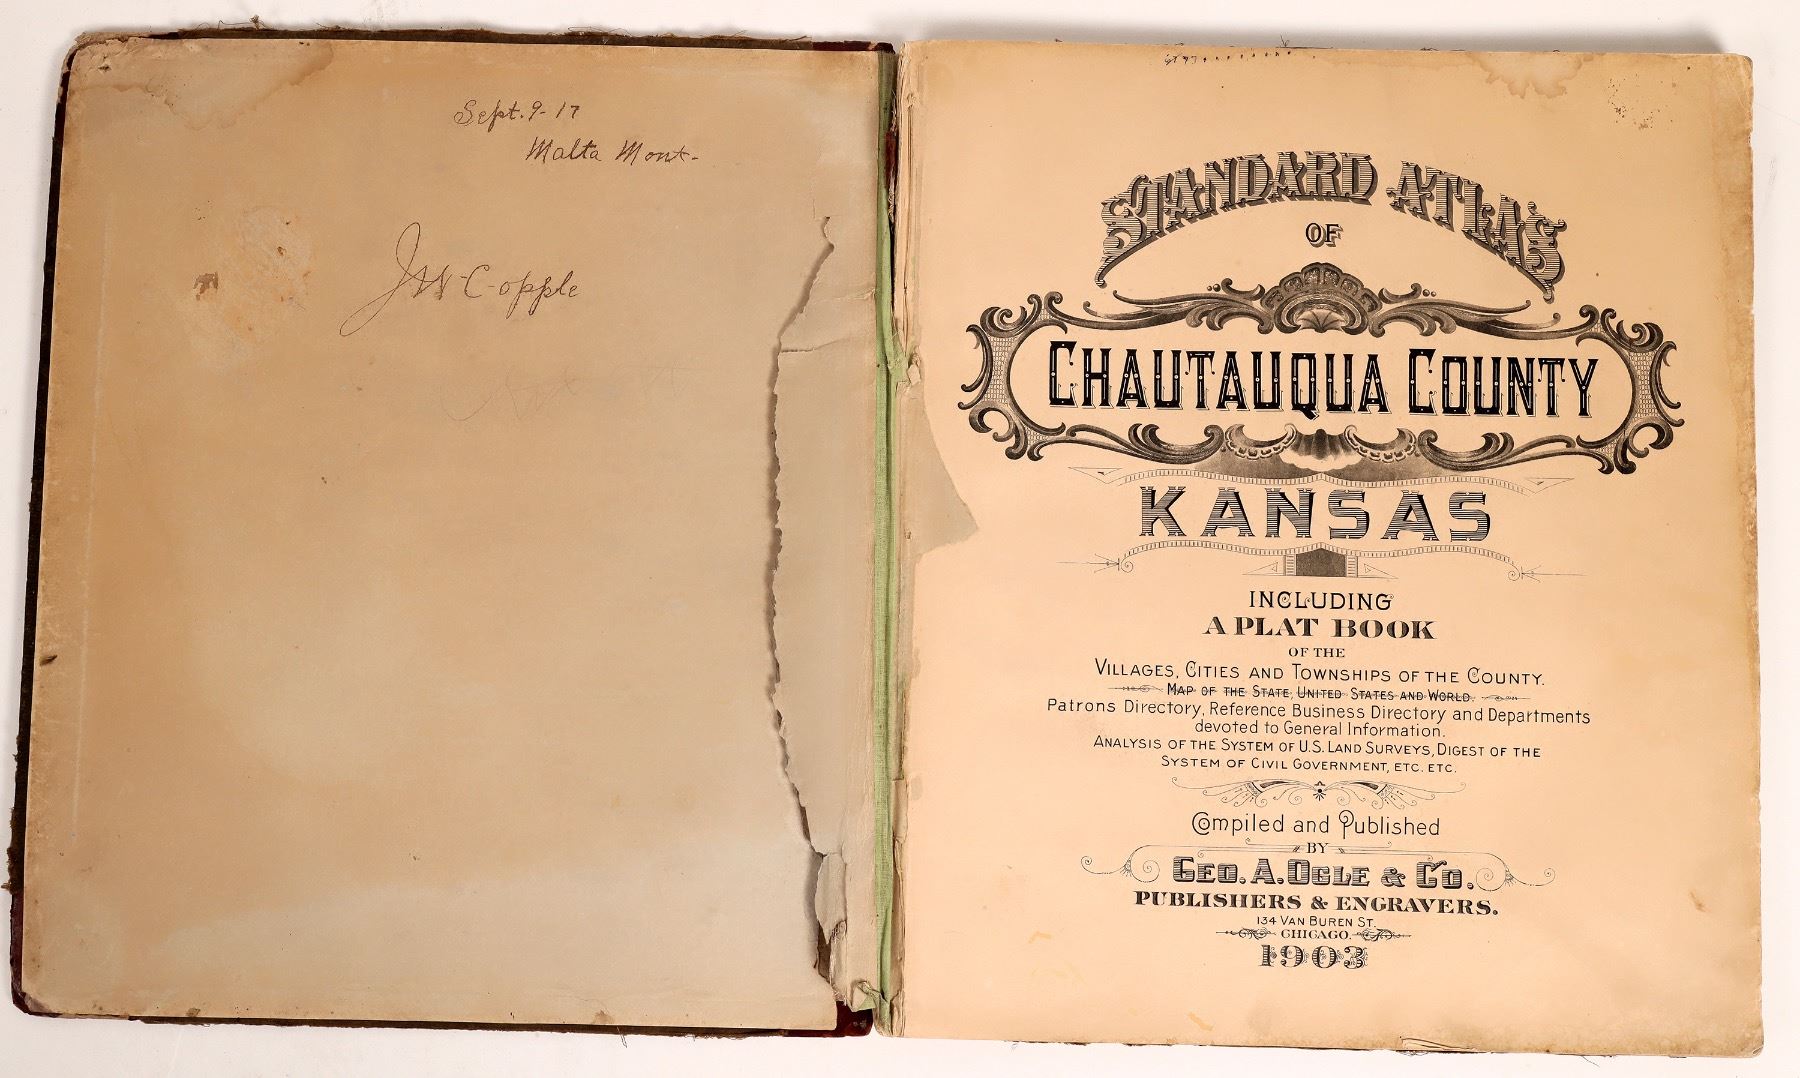 Sept. 9-17
Malta Mont-
JW C-opple
STANDARD ATLAS
OF
CHAUTAUQUA COUNTY
KANSAS
INCLUDING
A PLAT BOOK
OF THE
VILLAGES, CITIES AND TOWNSHIPS OF THE COUNTY.
MAP OF THE STATE, UNITED STATES AND WORLD.
Patrons Directory, Reference Business Directory and Departments
devoted to General Information.
ANALYSIS OF THE SYSTEM OF U.S. LAND SURVEYS, DIGEST OF THE
SYSTEM OF CIVIL GOVERNMENT, ETC. ETC.
Compiled and Published
BY
GEO. A. OGLE & CO.
PUBLISHERS & ENGRAVERS.
134 VAN BUREN ST.
CHICAGO.
1903